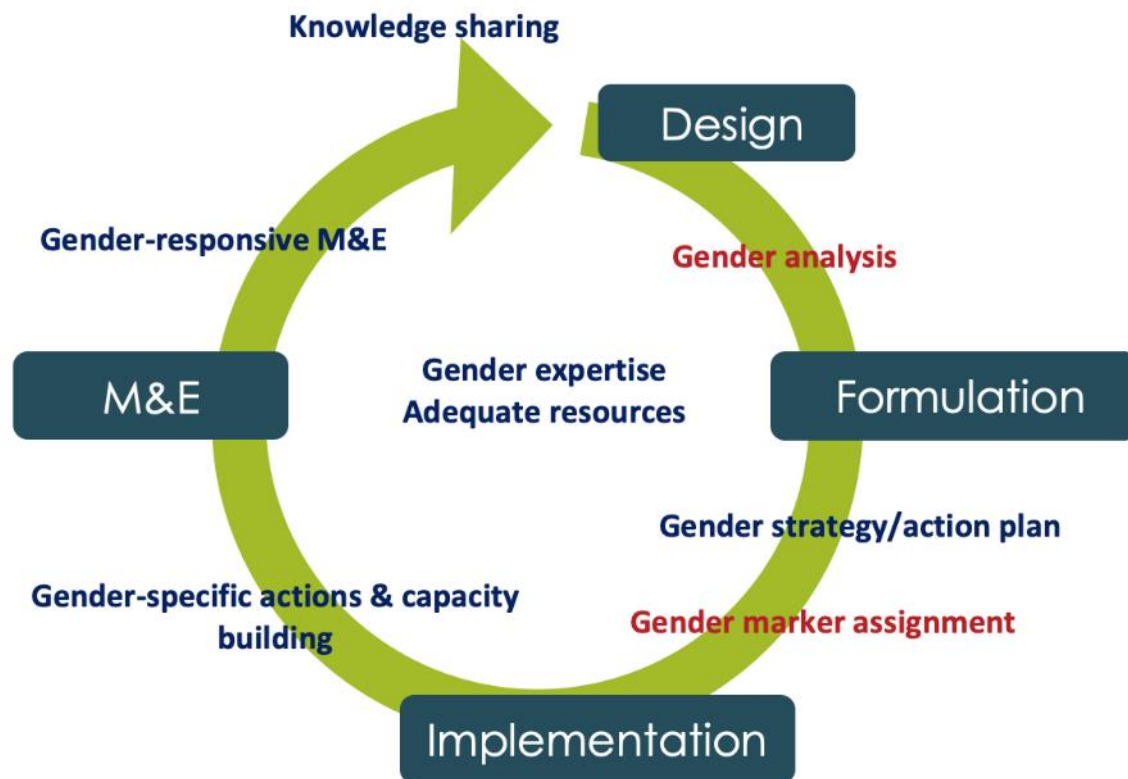 Knowledge sharing
Design
Gender-responsive M&E
Gender analysis
M&E
Gender expertise
Adequate resources
Formulation
Gender strategy/action plan
Gender-specific actions & capacity
building
Gender marker assignment
Implementation